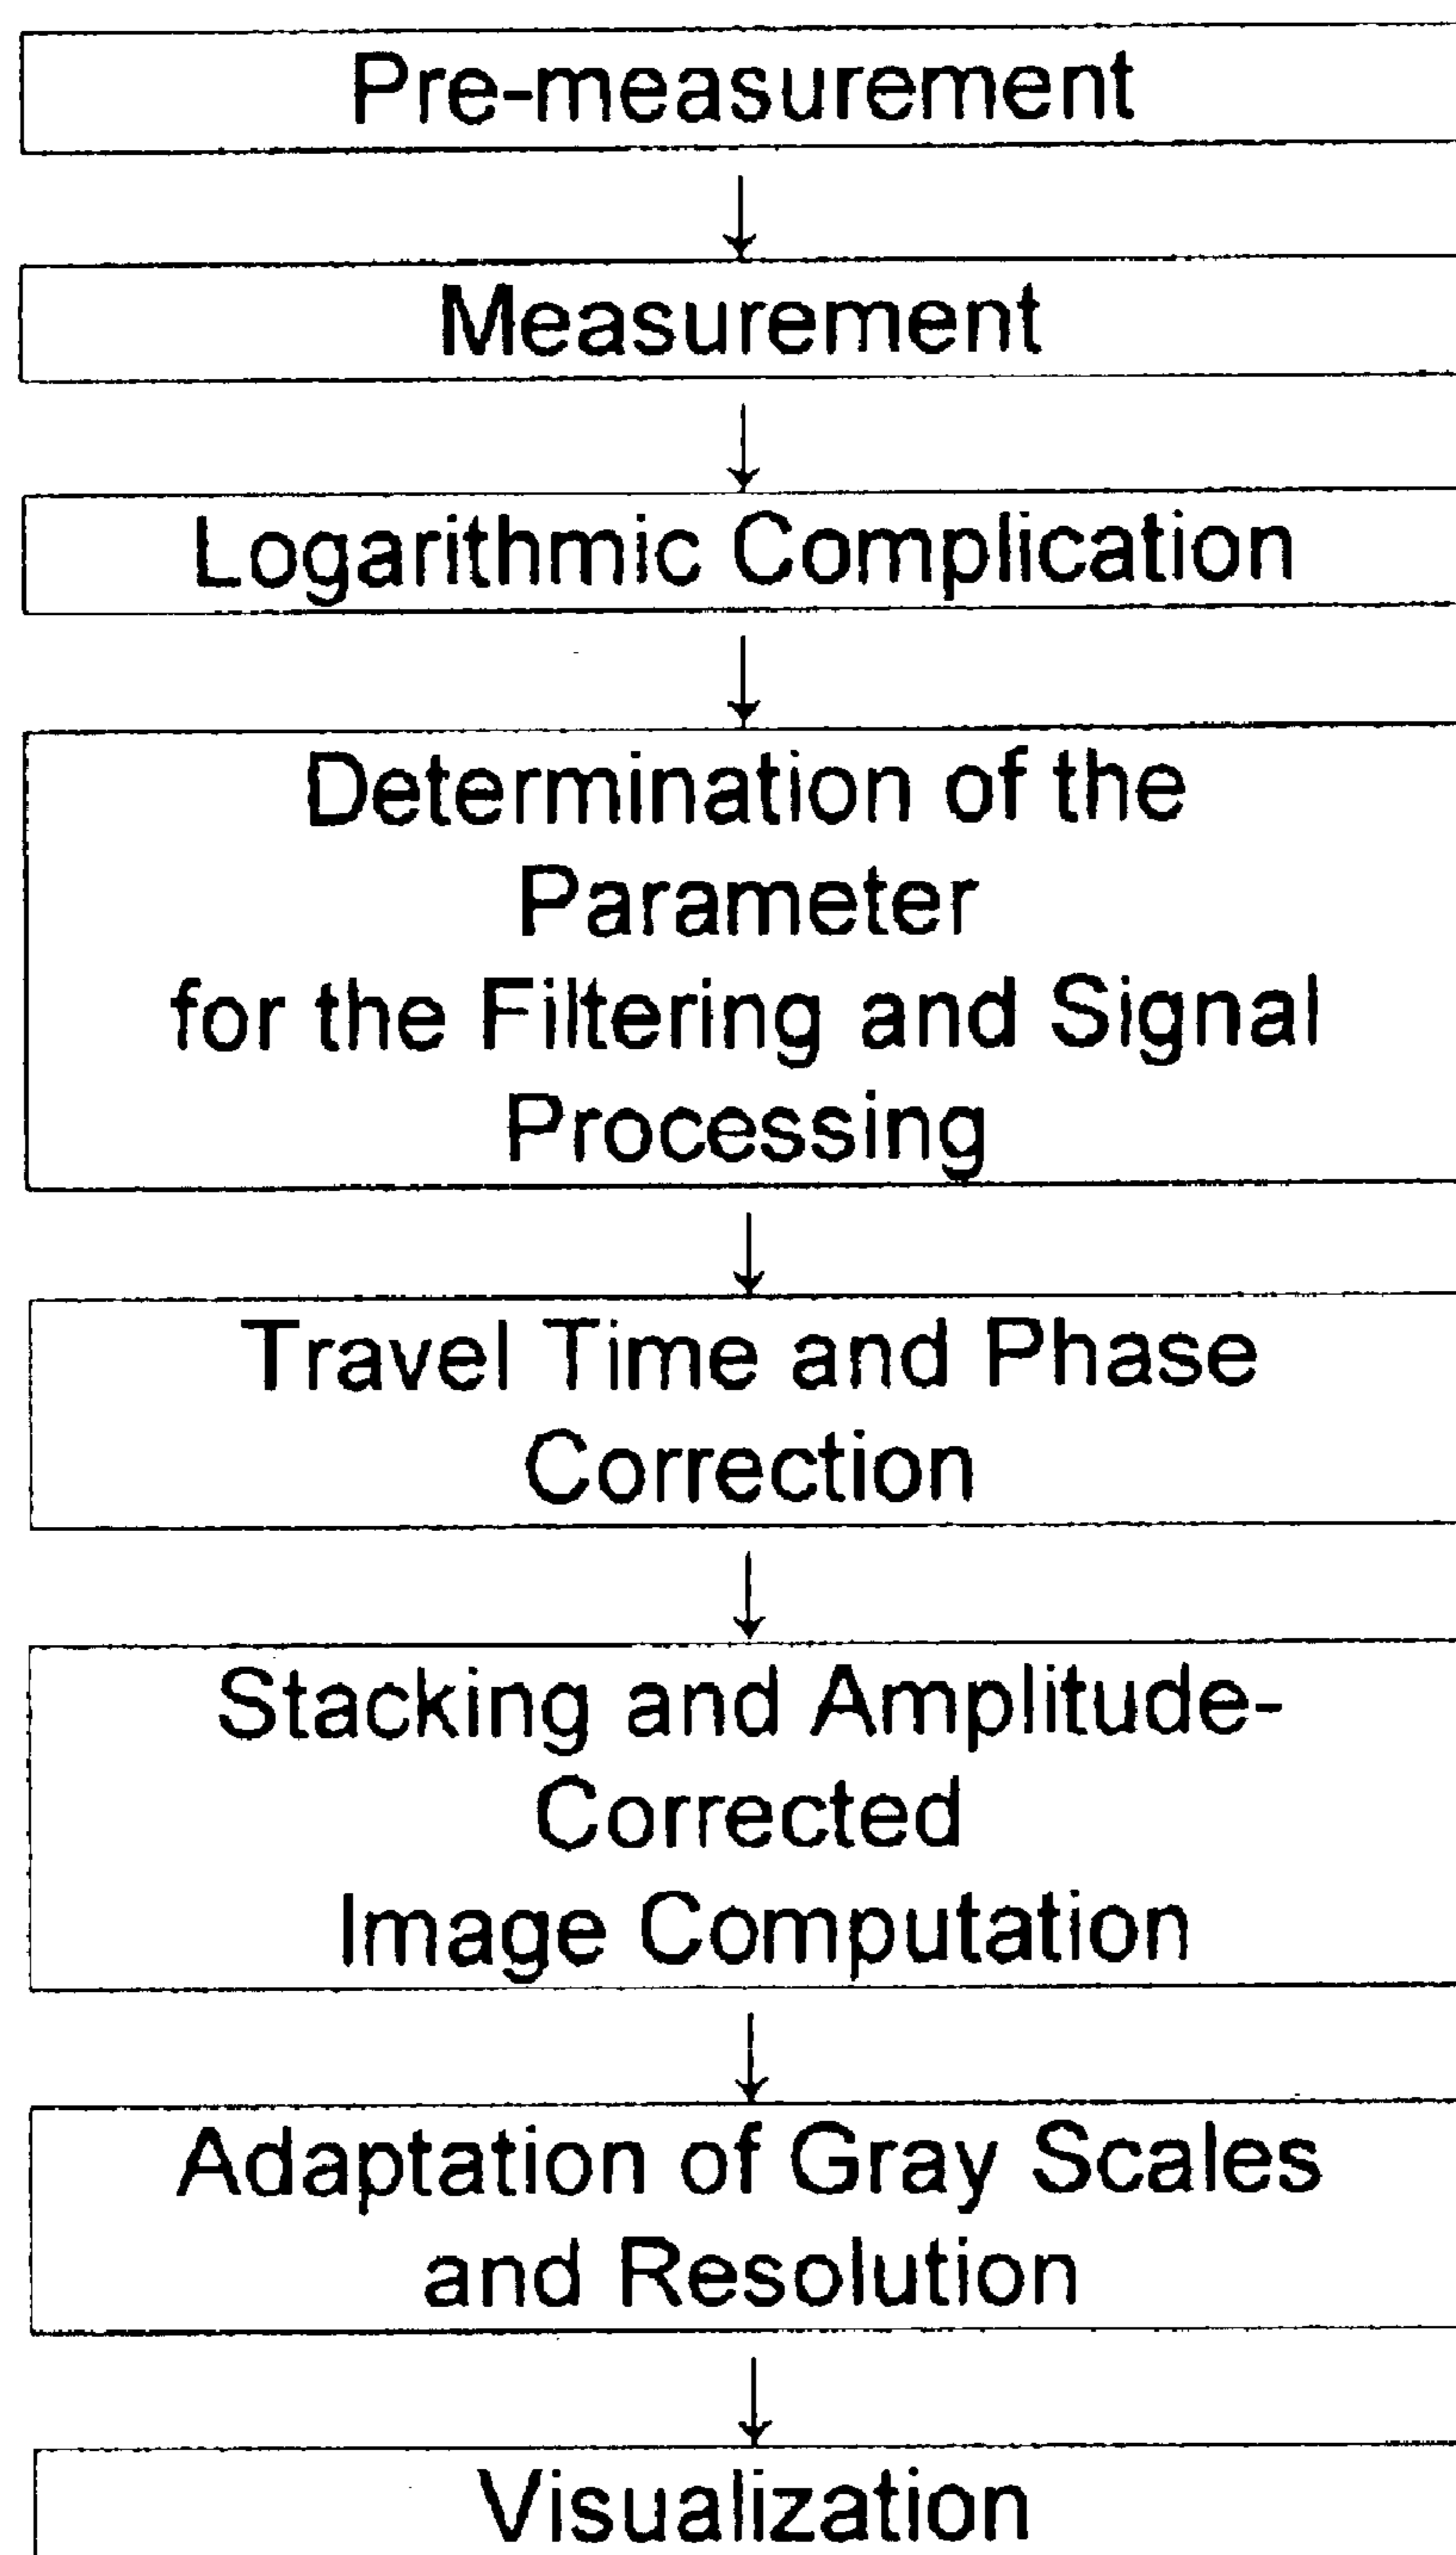 Pre-measurement
Measurement
Logarithmic Complication
Determination of the
Parameter
for the Filtering and Signal
Processing
Travel Time and Phase
Correction
Stacking and Amplitude-
Corrected
Image Computation
Adaptation of Gray Scales
and Resolution
Visualization